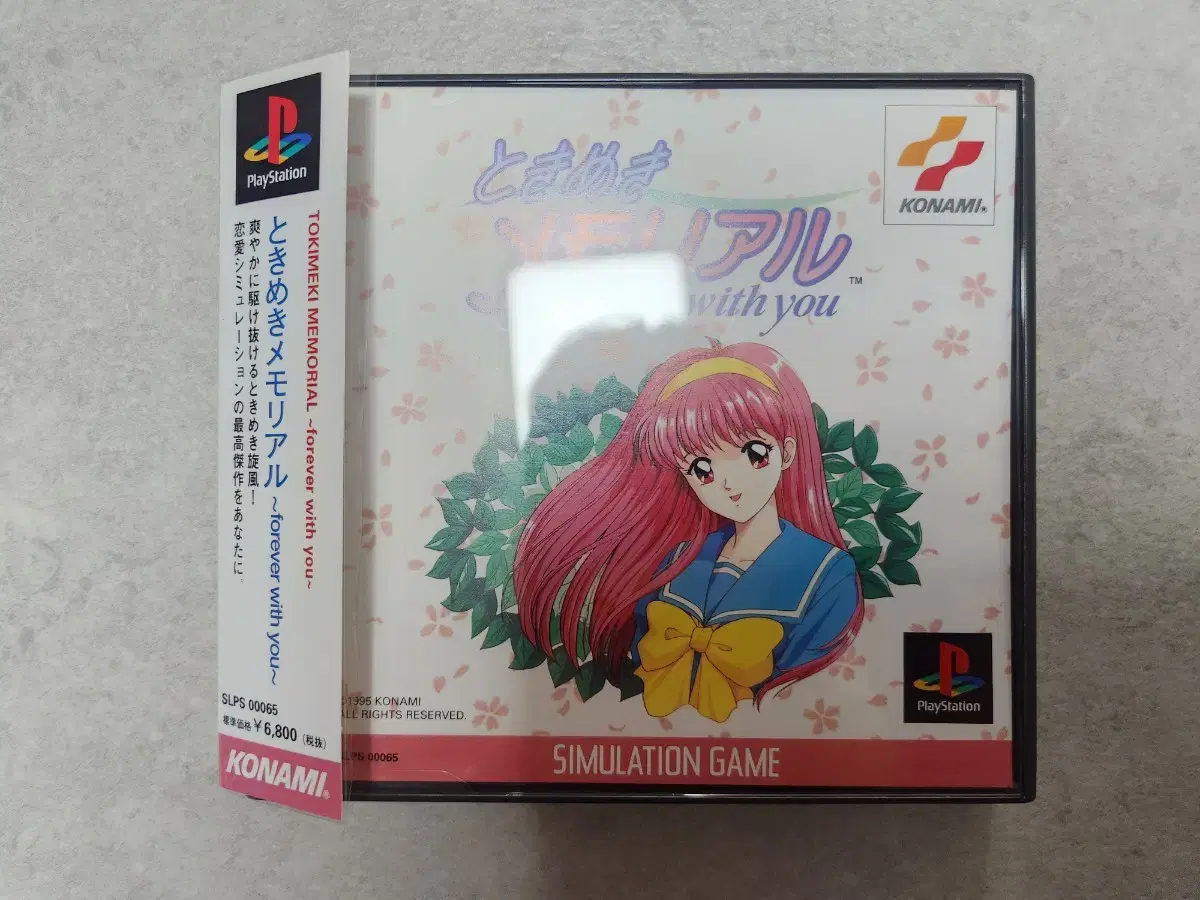 PlayStation
TOKIMEKI MEMORIAL ~forever with you~
ときめきメモリアル ~forever with you~
爽やかに駆け抜けるときめき旋風!
恋愛シミュレーションの最高傑作をあなたに。
SLPS 00065
標準価格 ¥6,800 (税抜)
KONAMI®
ときめき
メモリアル™
with you
KONAMI®
©1995 KONAMI
ALL RIGHTS RESERVED.
PlayStation
SLPS 00065
SIMULATION GAME